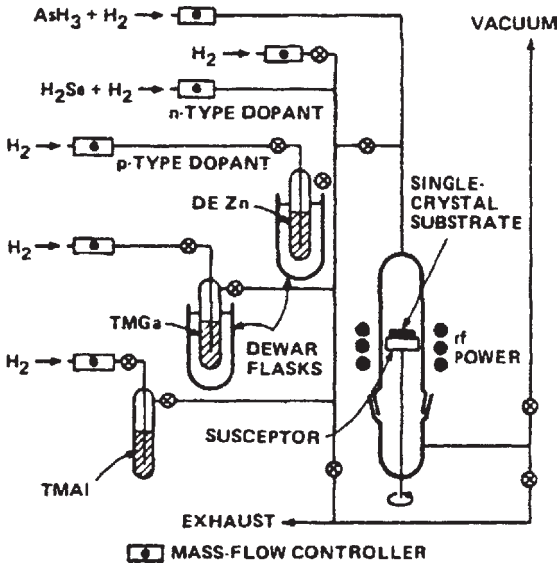 AsH3 + H2
VACUUM
H2
H2Se + H2
n-TYPE DOPANT
H2
p-TYPE DOPANT
SINGLE-
CRYSTAL
SUBSTRATE
DE Zn
H2
TMGa
DEWAR
FLASKS
rf
POWER
H2
SUSCEPTOR
TMAl
EXHAUST
MASS-FLOW CONTROLLER